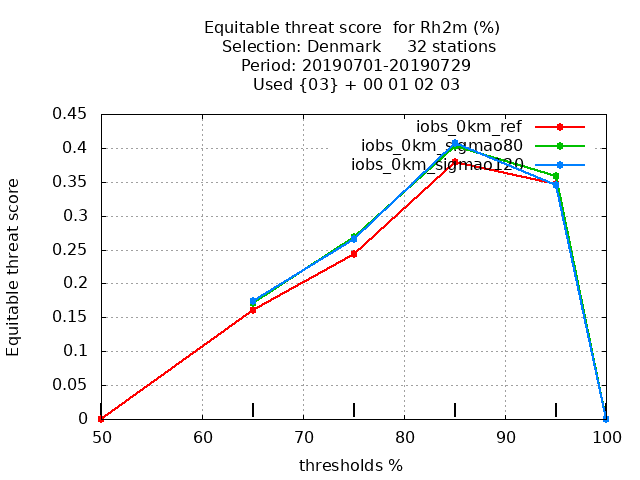 Equitable threat score  for Rh2m (%)
Selection: Denmark     32 stations
Period: 20190701-20190729
Used {03} + 00 01 02 03
0.45
0.4
0.35
0.3
0.25
0.2
0.15
0.1
0.05
0
Equitable threat score
iobs_0km_ref
iobs_0km_sigmao80
iobs_0km_sigmao120
50 60 70 80 90 100
thresholds %